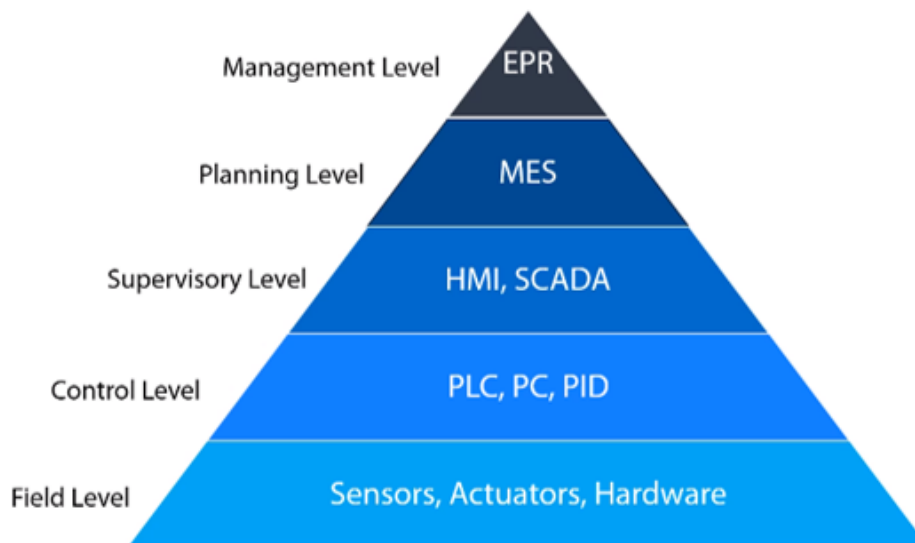 Management Level
EPR
Planning Level
MES
Supervisory Level
HMI, SCADA
Control Level
PLC, PC, PID
Field Level
Sensors, Actuators, Hardware